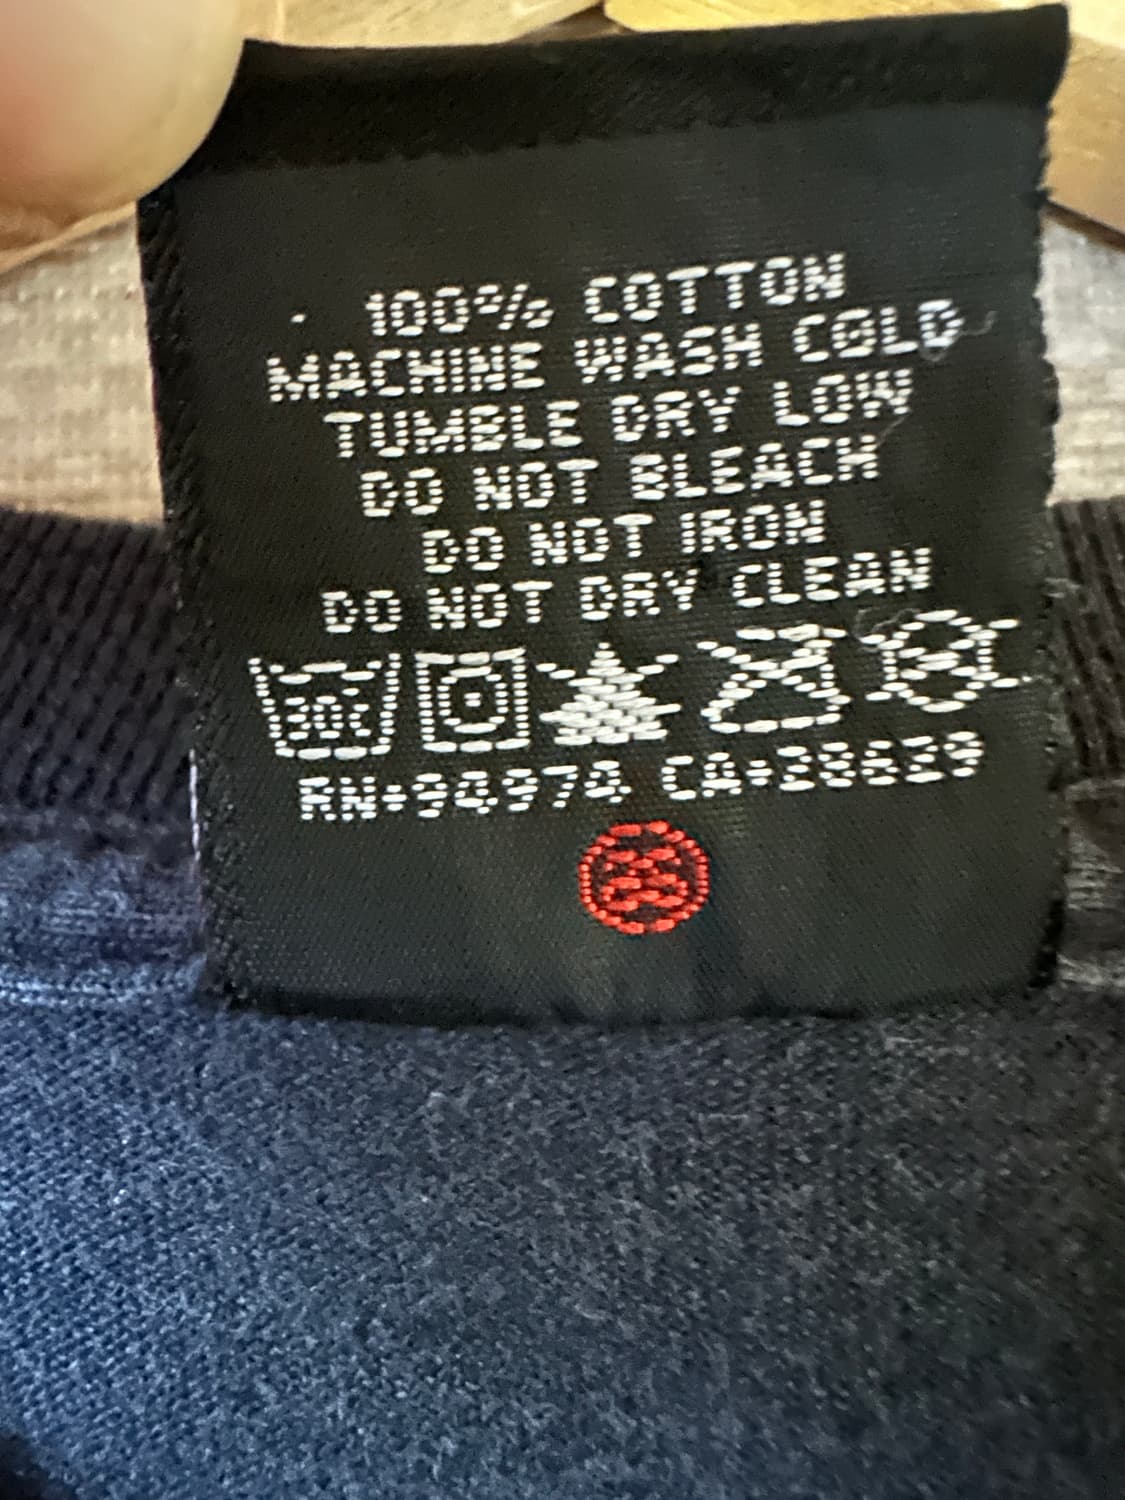 100% COTTON
MACHINE WASH COLD
TUMBLE DRY LOW
DO NOT BLEACH
DO NOT IRON
DO NOT DRY CLEAN
30c
RN•94974 CA•28629